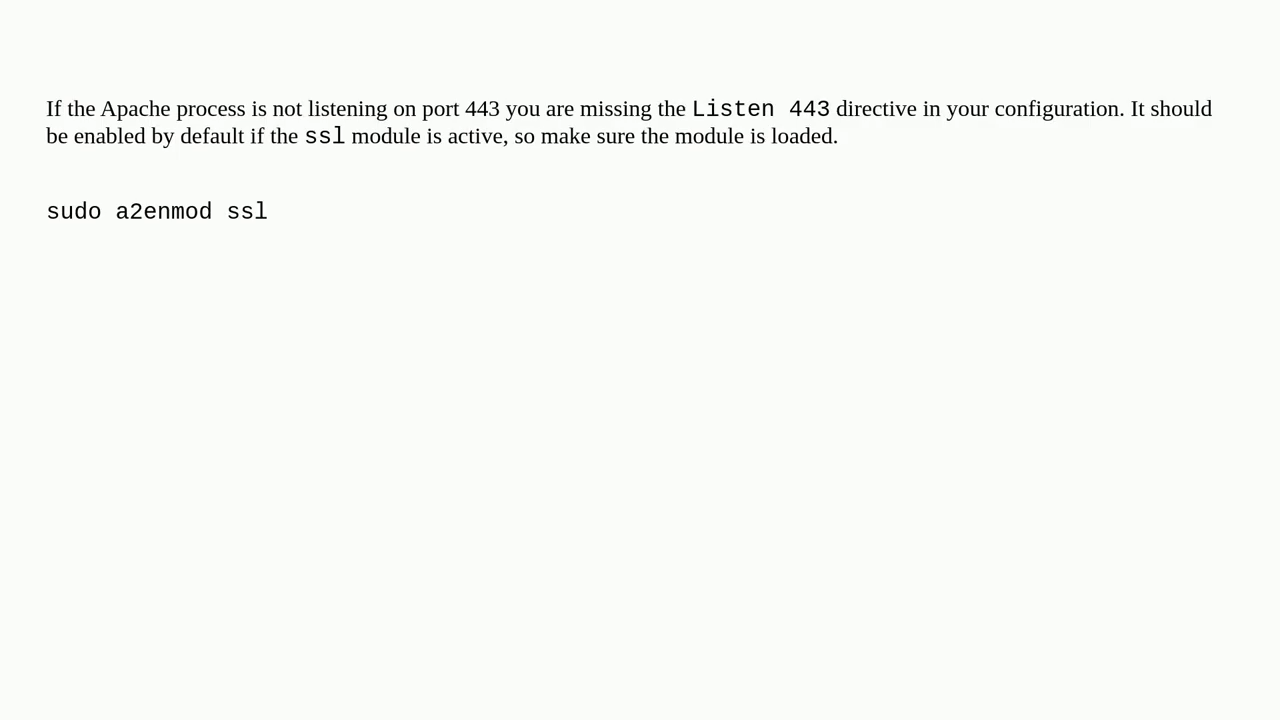 If the Apache process is not listening on port 443 you are missing the Listen 443 directive in your configuration. It should
be enabled by default if the ssl module is active, so make sure the module is loaded.
sudo a2enmod ssl